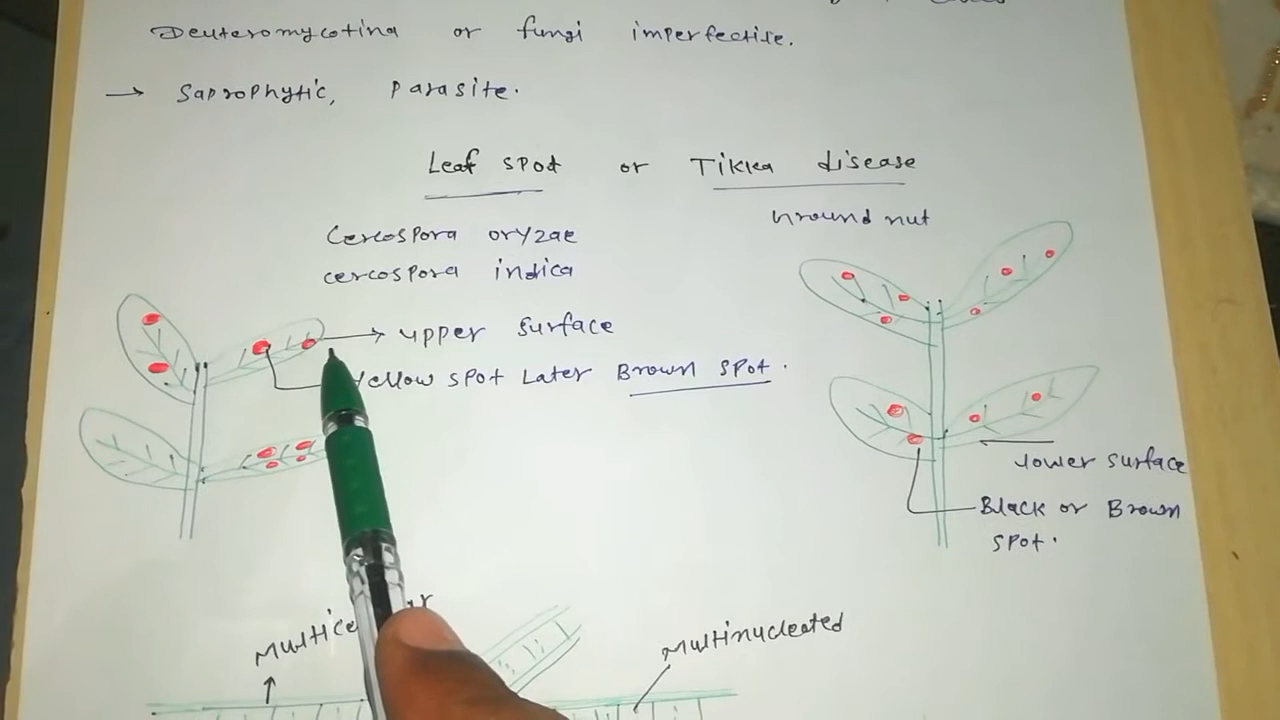 Deuteromycotina or fungi imperfective.
→ Saprophytic, Parasite.
Leaf spot or Tikka disease
Ground nut
Cercospora oryzae
cercospora indica
→ upper surface
Yellow spot Later Brown spot.
lower surface
Black or Brown
spot.
Multinucleated